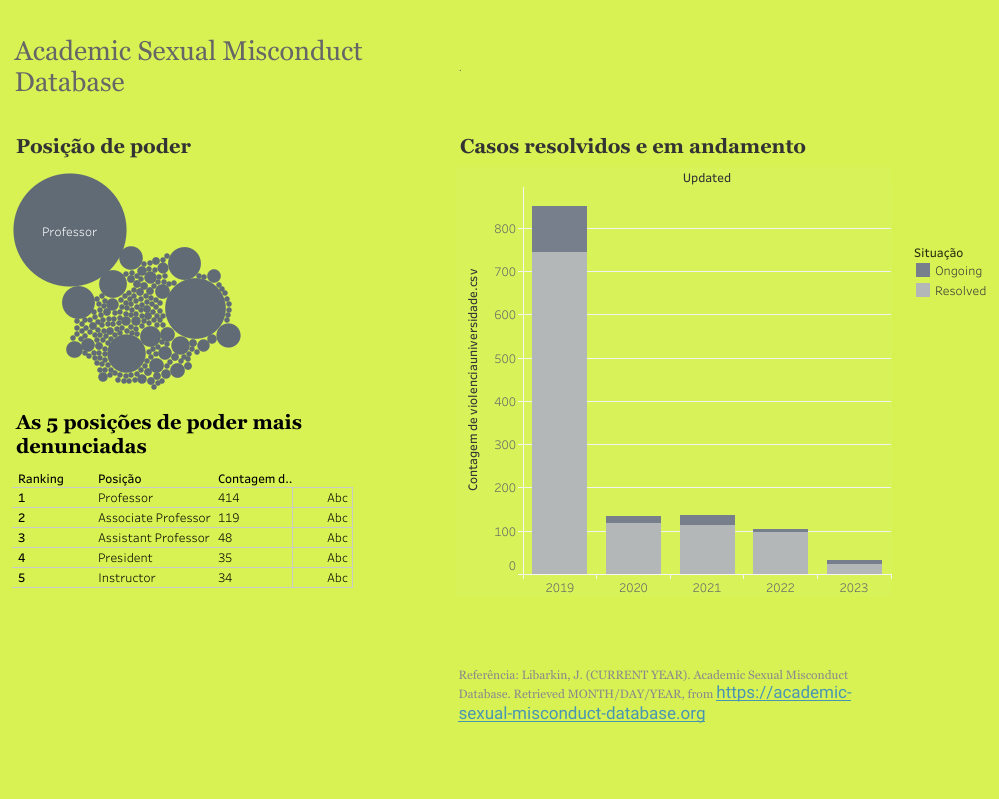 Academic Sexual Misconduct
Database
.
Posição de poder
Professor
As 5 posições de poder mais
denunciadas
Ranking Posição Contagem d..
1 Professor 414 Abc
2 Associate Professor 119 Abc
3 Assistant Professor 48 Abc
4 President 35 Abc
5 Instructor 34 Abc
Casos resolvidos e em andamento
Updated
Contagem de violenciauniversidade.csv
800
700
600
500
400
300
200
100
0
2019 2020 2021 2022 2023
Situação
Ongoing
Resolved
Referência: Libarkin, J. (CURRENT YEAR). Academic Sexual Misconduct
Database. Retrieved MONTH/DAY/YEAR, from https://academic-
sexual-misconduct-database.org